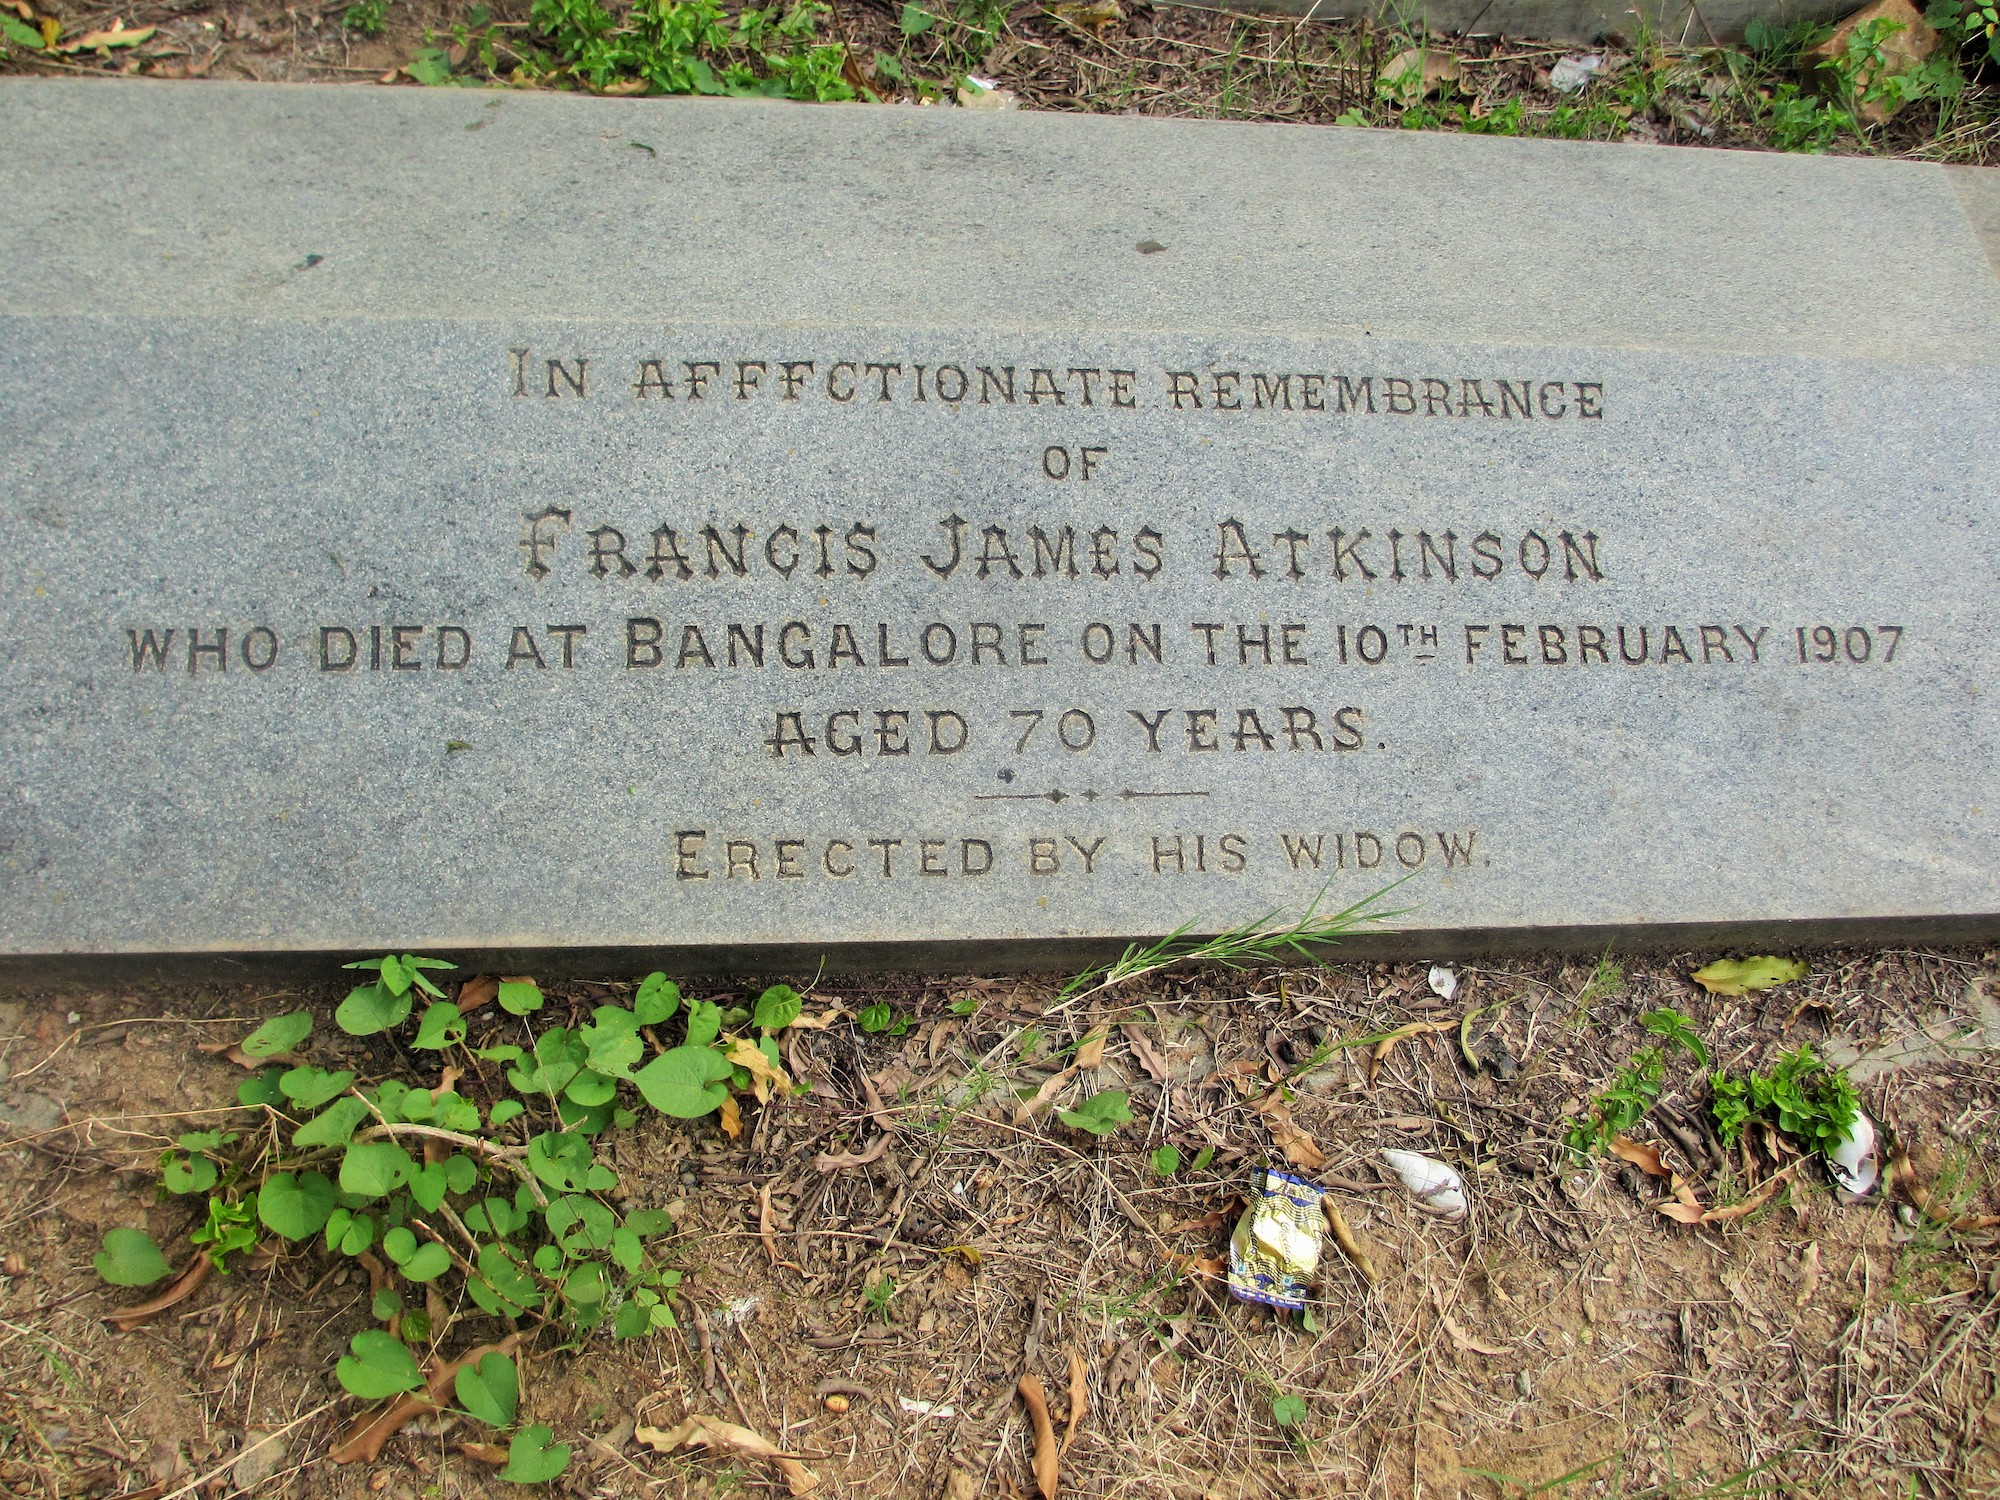 IN AFFFCTIONATE REMEMBRANCE
OF
FRANCIS JAMES ATKINSON
WHO DIED AT BANGALORE ON THE 10TH FEBRUARY 1907
AGED 70 YEARS.
ERECTED BY HIS WIDOW.